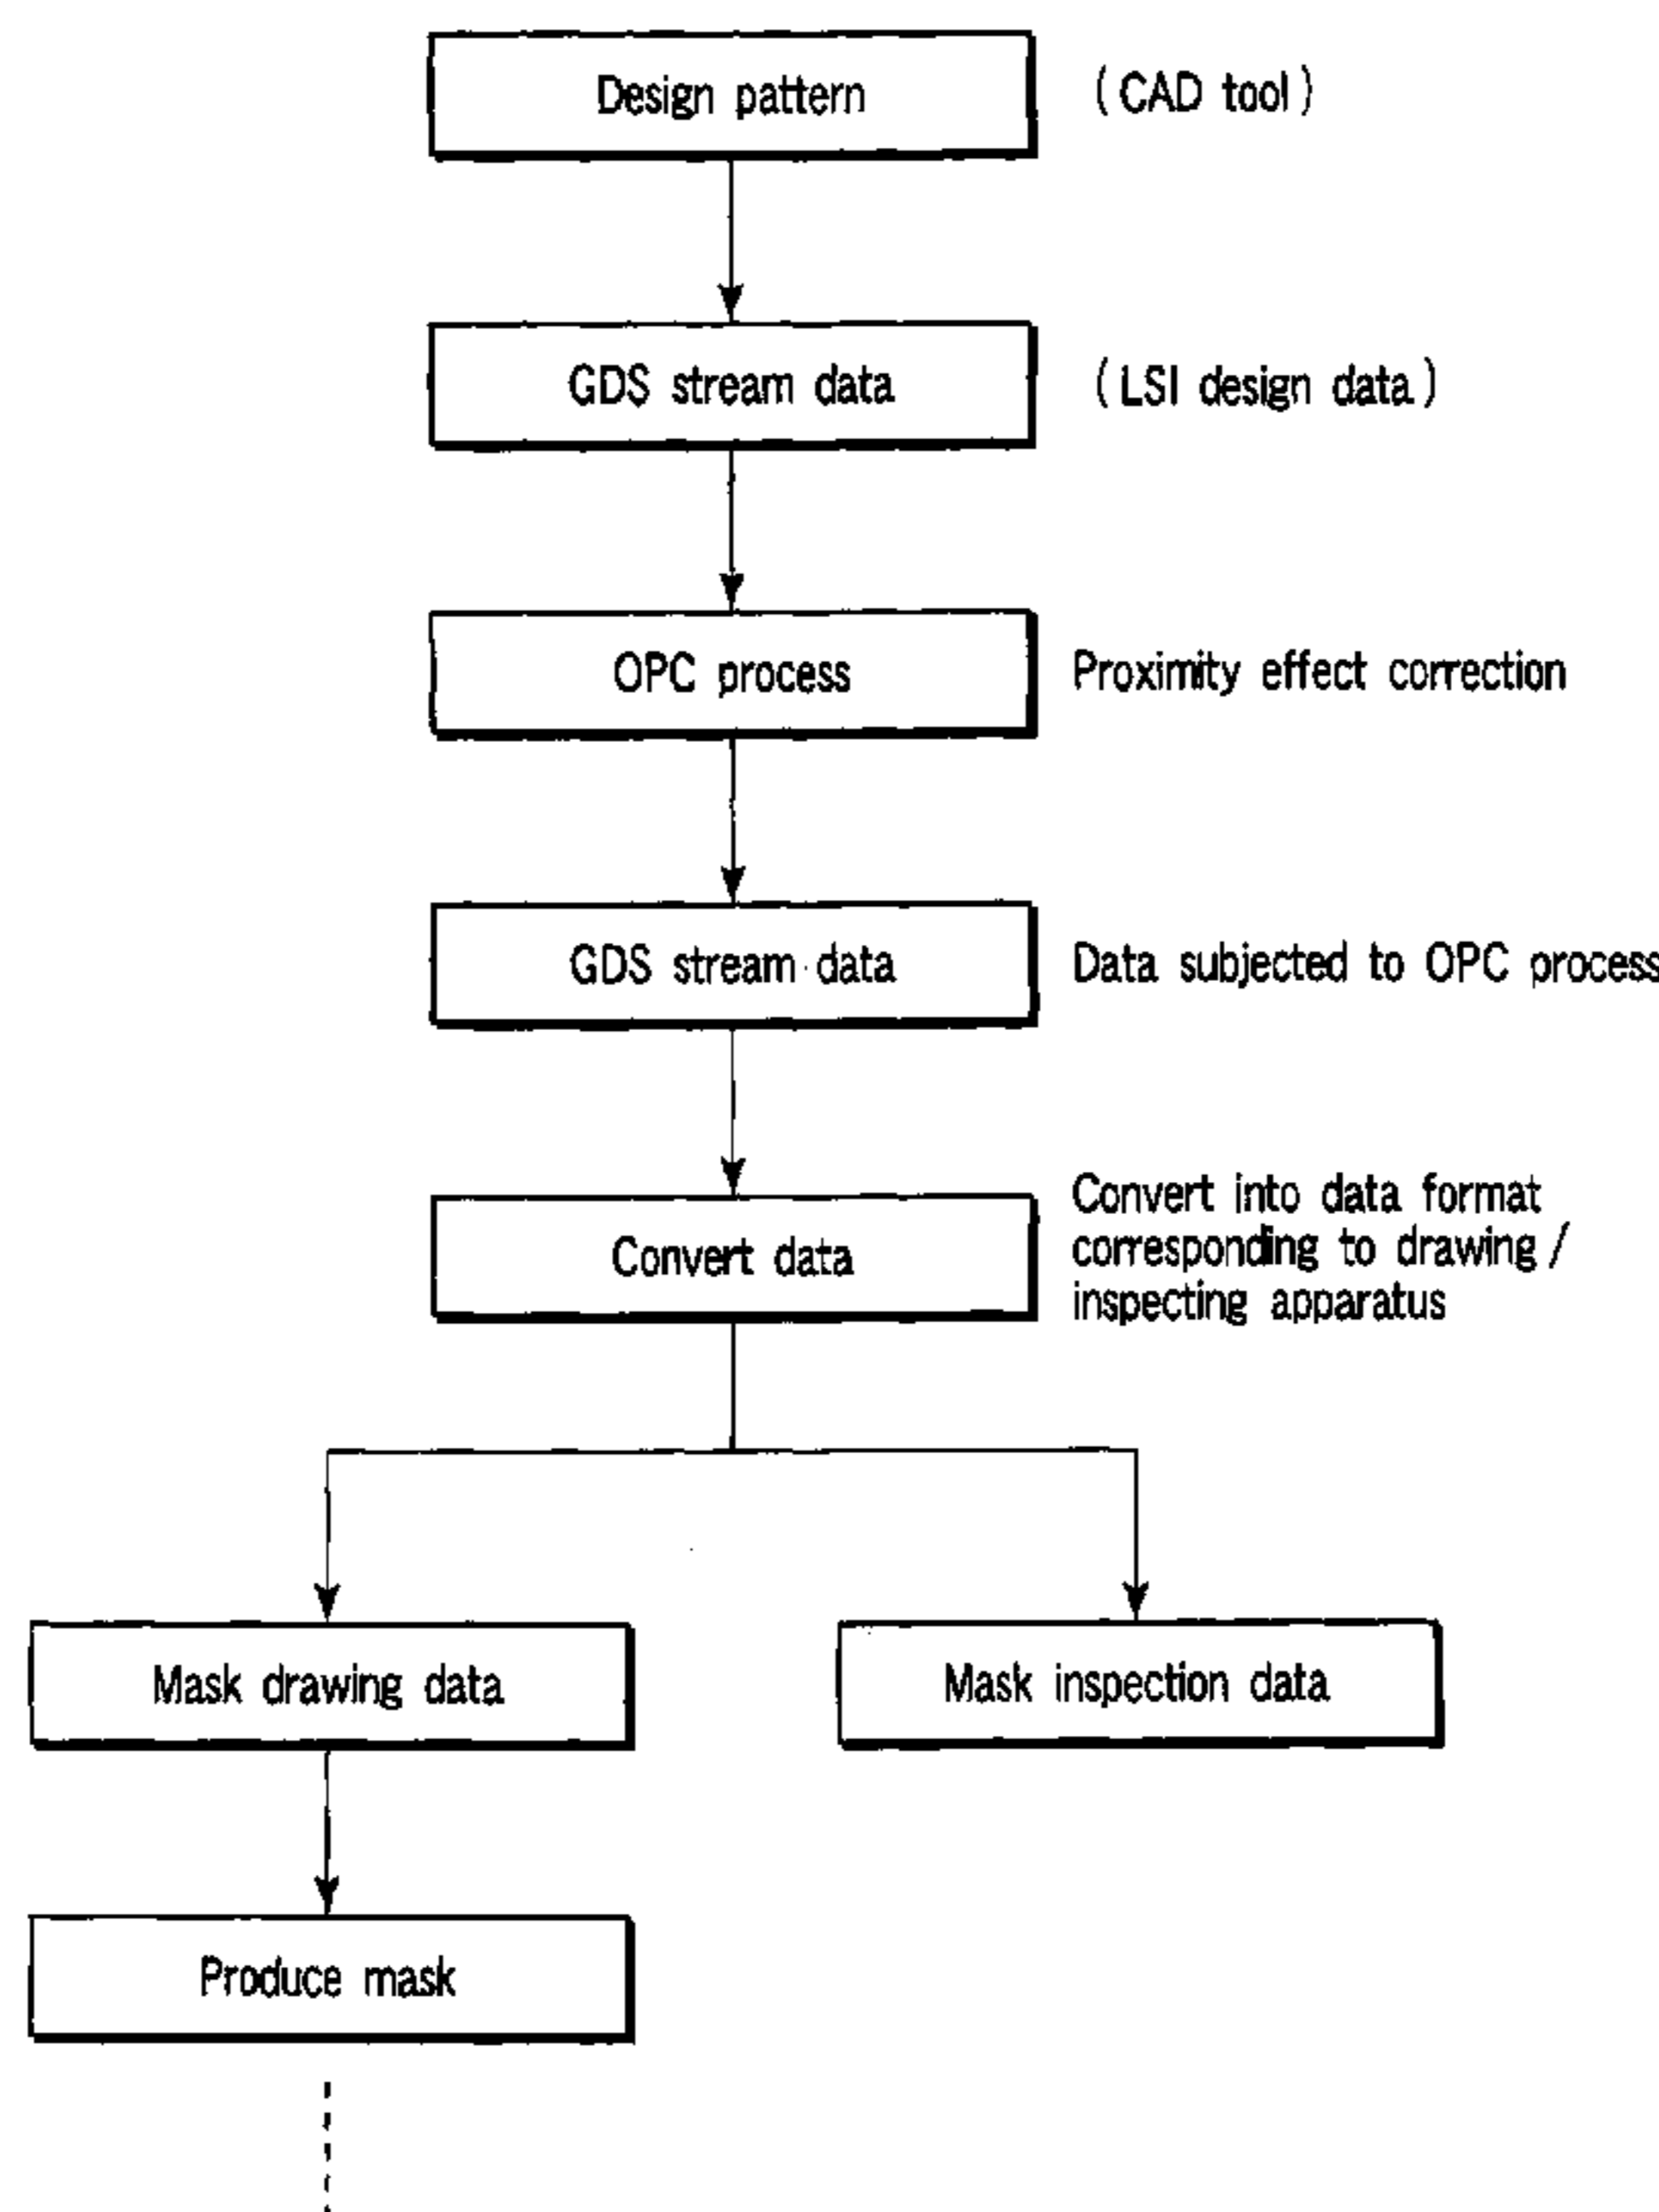 Design pattern
(CAD tool)
GDS stream data
(LSI design data)
OPC process
Proximity effect correction
GDS stream data
Data subjected to OPC process
Convert data
Convert into data format
corresponding to drawing/
inspecting apparatus
Mask drawing data
Mask inspection data
Produce mask